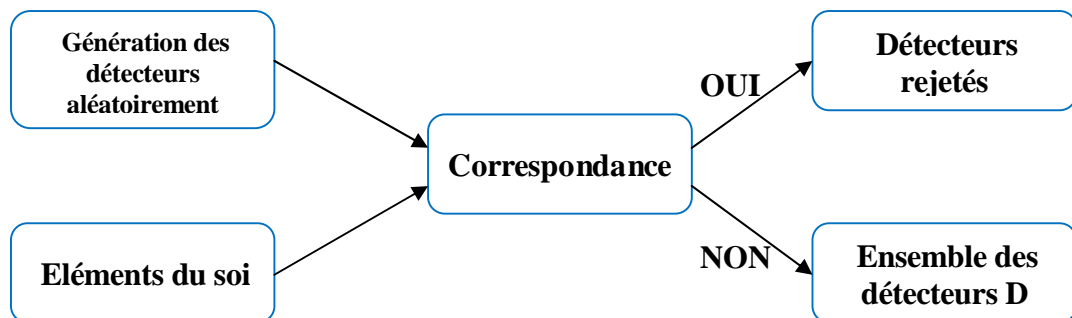 Génération des
détecteurs
aléatoirement
Eléments du soi
Correspondance
OUI
NON
Détecteurs
rejetés
Ensemble des
détecteurs D